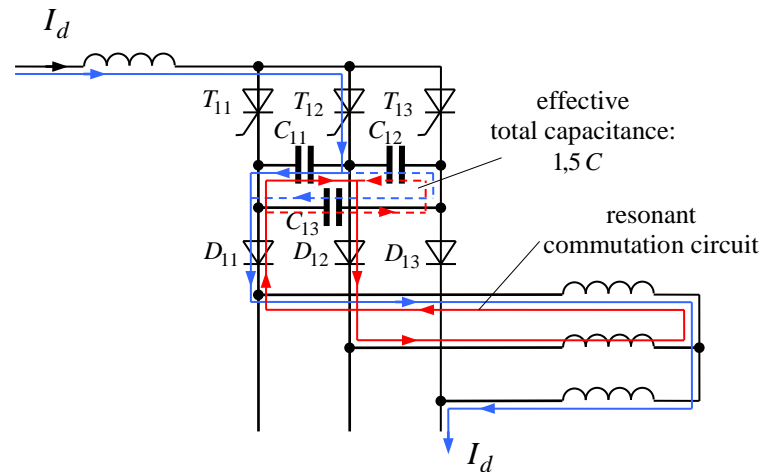 I_d
T_11
T_12
T_13
effective
total capacitance:
1,5 C
C_11
C_12
C_13
resonant
commutation circuit
D_11
D_12
D_13
I_d